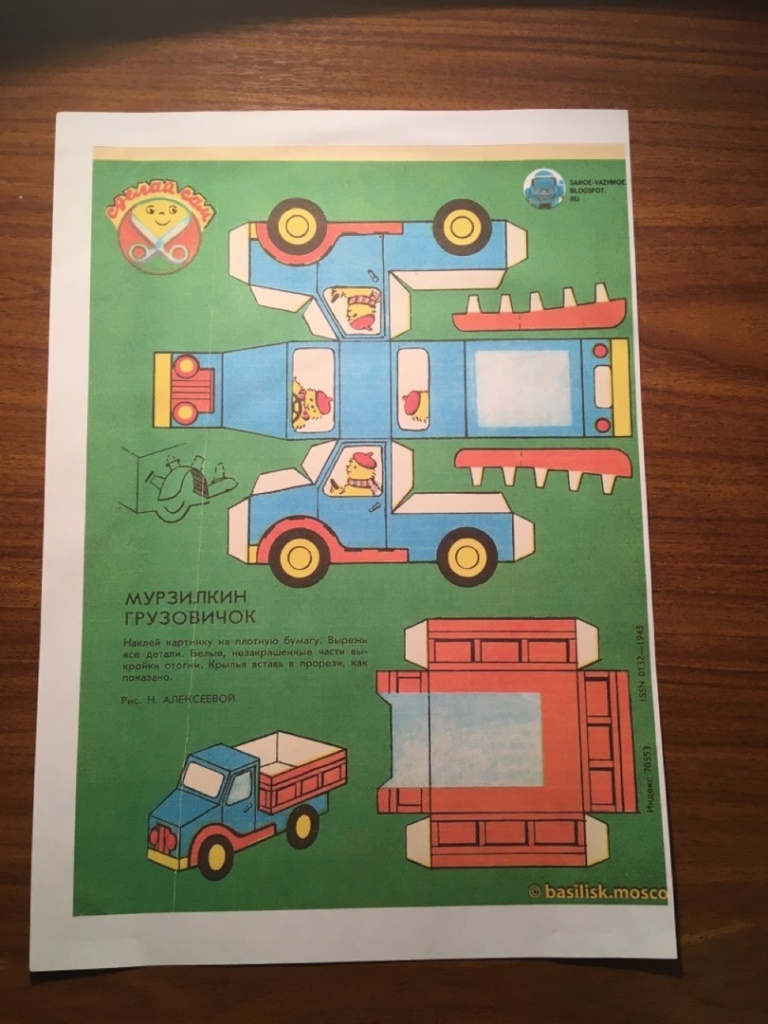 сделай сам
SAMOE-VAZHNOE.
BLOGSPOT.
RU
МУРЗИЛКИН
ГРУЗОВИЧОК
Наклей картинку на плотную бумагу. Вырежь
все детали. Белые, незакрашенные части вы-
кройки отогни. Крылья вставь в прорези, как
показано.
Рис. Н. АЛЕКСЕЕВОЙ
ISSN 0132—1943
Индекс 70553
© basilisk.mosco